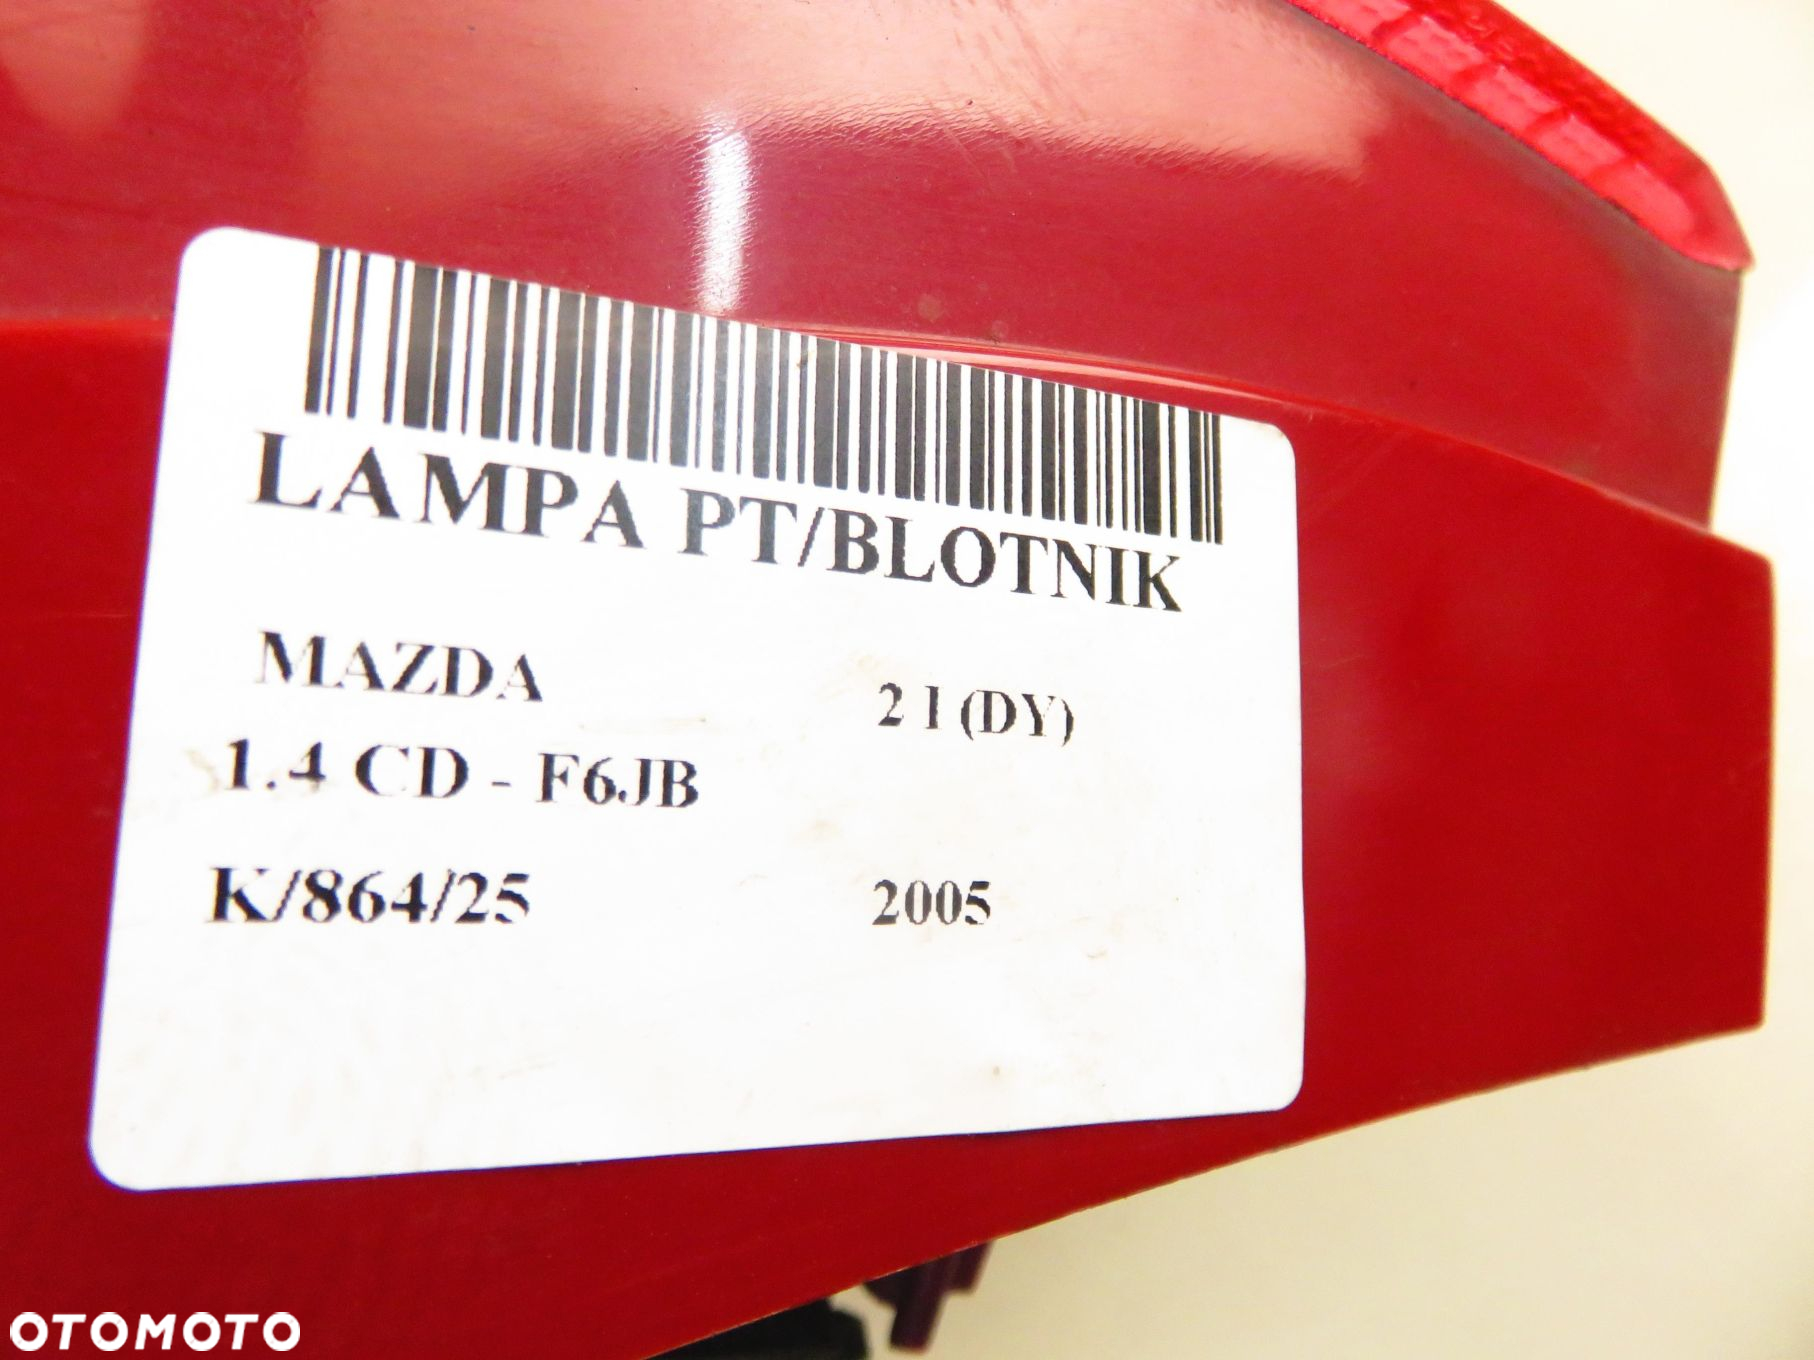 LAMPA PT/BLOTNIK
MAZDA 2 I (DY)
1.4 CD - F6JB
K/864/25 2005
OTOMOTO